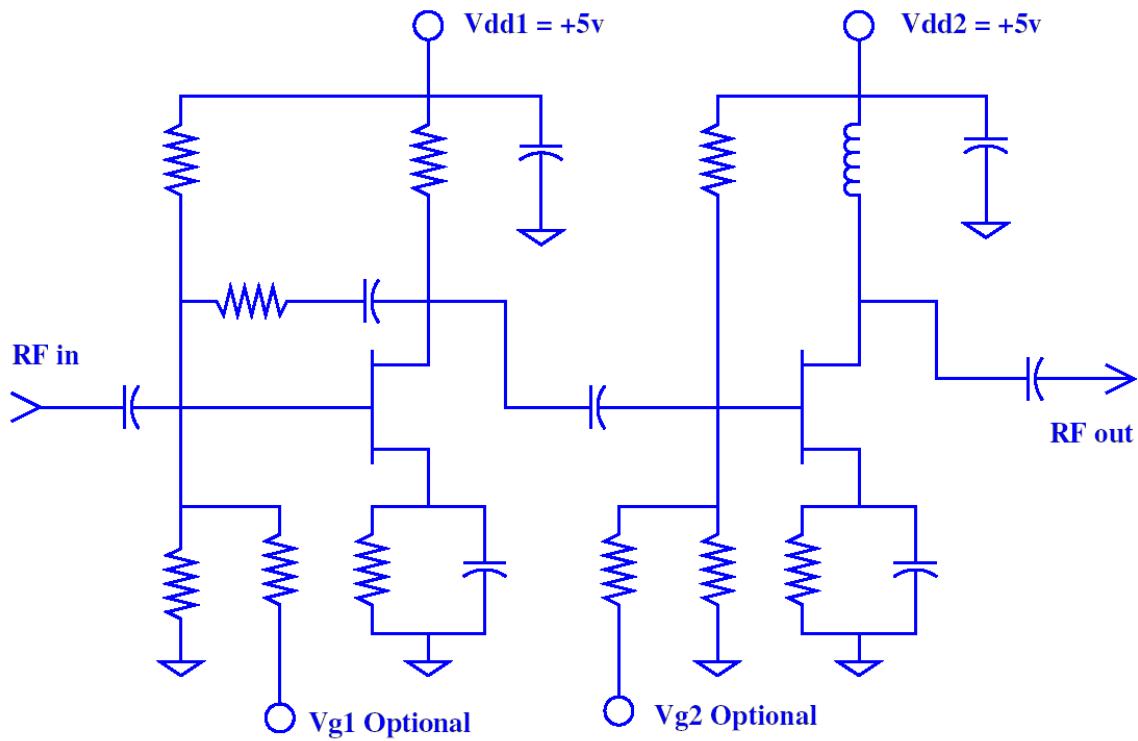 Vdd1 = +5v
Vdd2 = +5v
RF in
RF out
Vg1 Optional
Vg2 Optional